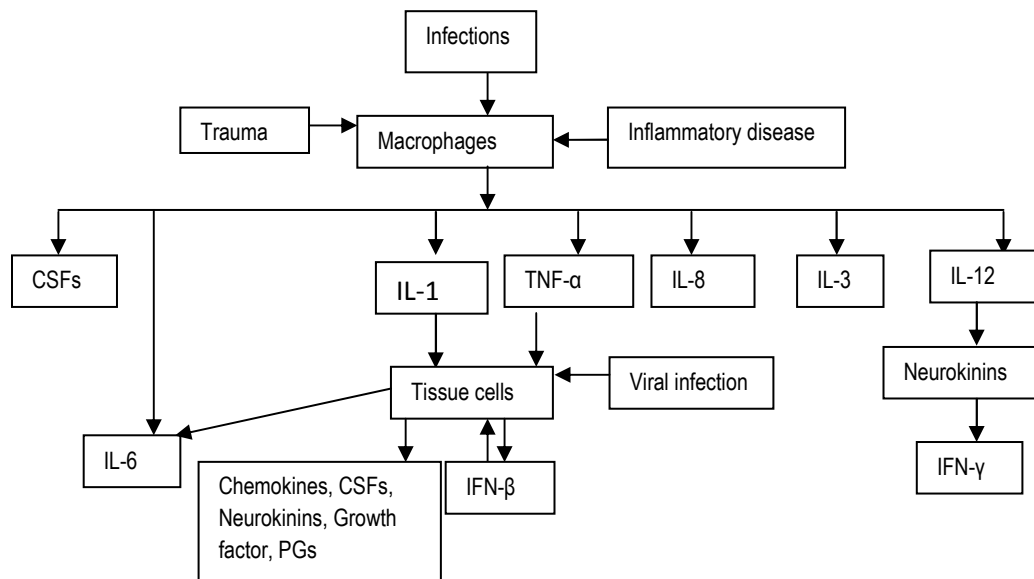 Infections
Trauma
Macrophages
Inflammatory disease
CSFs
IL-1
TNF-α
IL-8
IL-3
IL-12
Tissue cells
Viral infection
Neurokinins
IL-6
Chemokines, CSFs,
Neurokinins, Growth
factor, PGs
IFN-β
IFN-γ